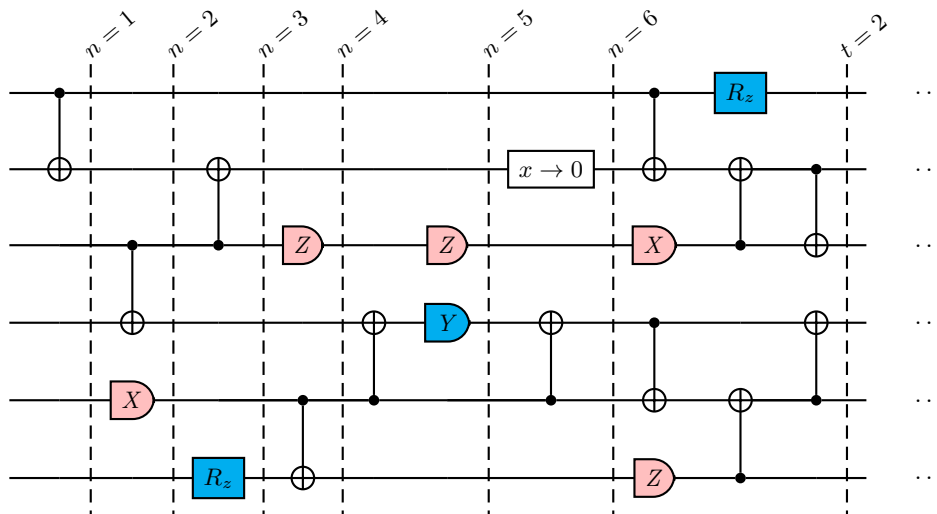 n = 1
n = 2
n = 3
n = 4
n = 5
n = 6
t = 2
R_z
...
x → 0
...
Z
Z
X
...
Y
...
X
...
R_z
Z
...